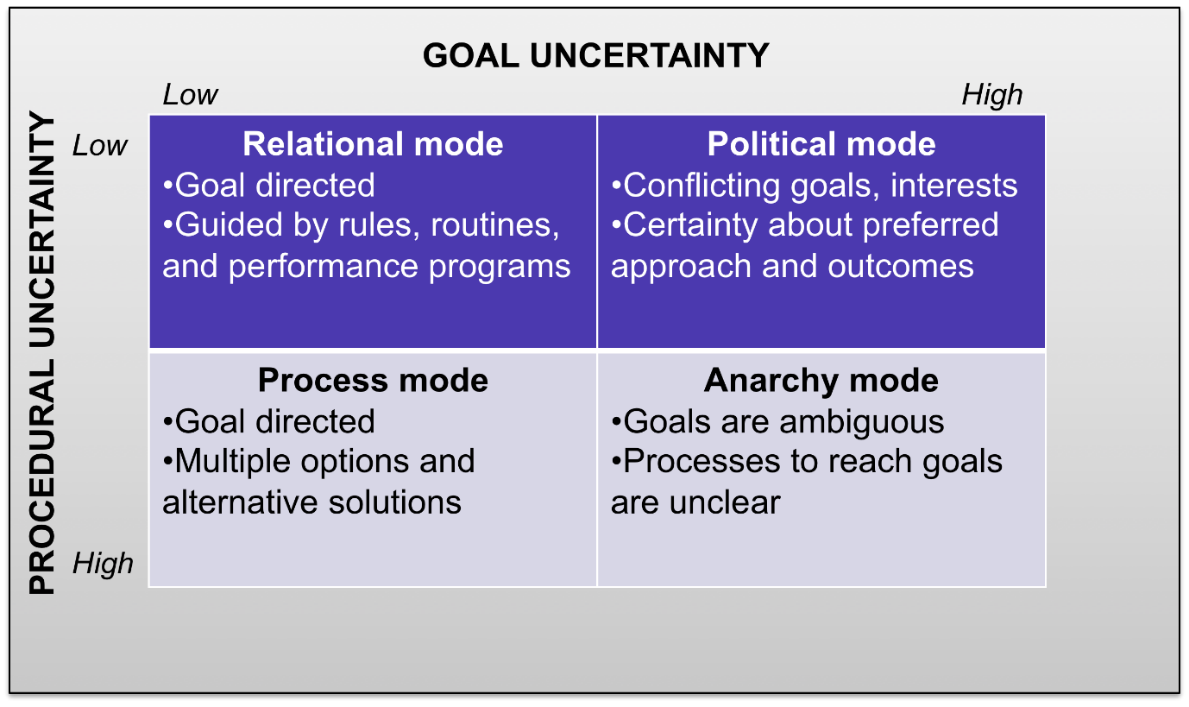 GOAL UNCERTAINTY
Low
High
PROCEDURAL UNCERTAINTY
Low
High
Relational mode
•Goal directed
•Guided by rules, routines,
and performance programs
Political mode
•Conflicting goals, interests
•Certainty about preferred
approach and outcomes
Process mode
•Goal directed
•Multiple options and
alternative solutions
Anarchy mode
•Goals are ambiguous
•Processes to reach goals
are unclear